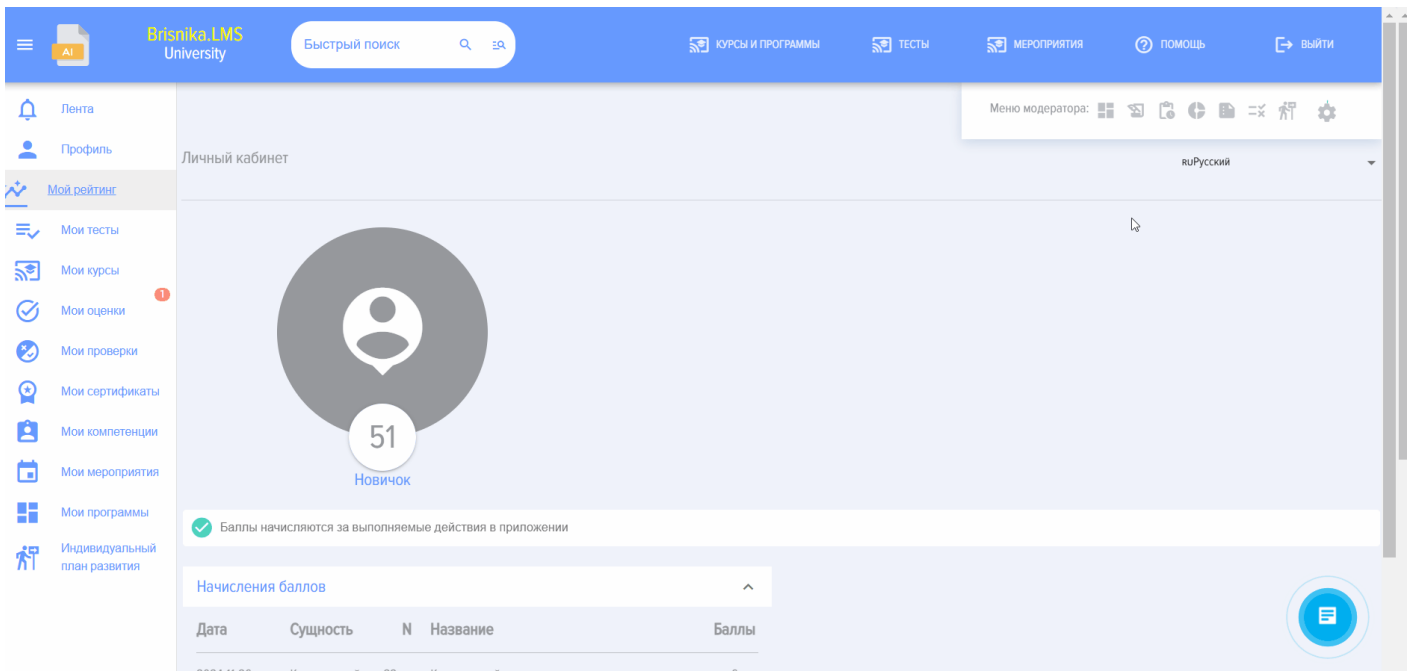 AI
Brisnika.LMS
University
Быстрый поиск
КУРСЫ И ПРОГРАММЫ
ТЕСТЫ
МЕРОПРИЯТИЯ
ПОМОЩЬ
ВЫЙТИ
Меню модератора:
Лента
Профиль
Мой рейтинг
Мои тесты
Мои курсы
1
Мои оценки
Мои проверки
Мои сертификаты
Мои компетенции
Мои мероприятия
Мои программы
Индивидуальный
план развития
Личный кабинет
ruРусский
51
Новичок
Баллы начисляются за выполняемые действия в приложении
Начисления баллов
Дата Сущность N Название Баллы